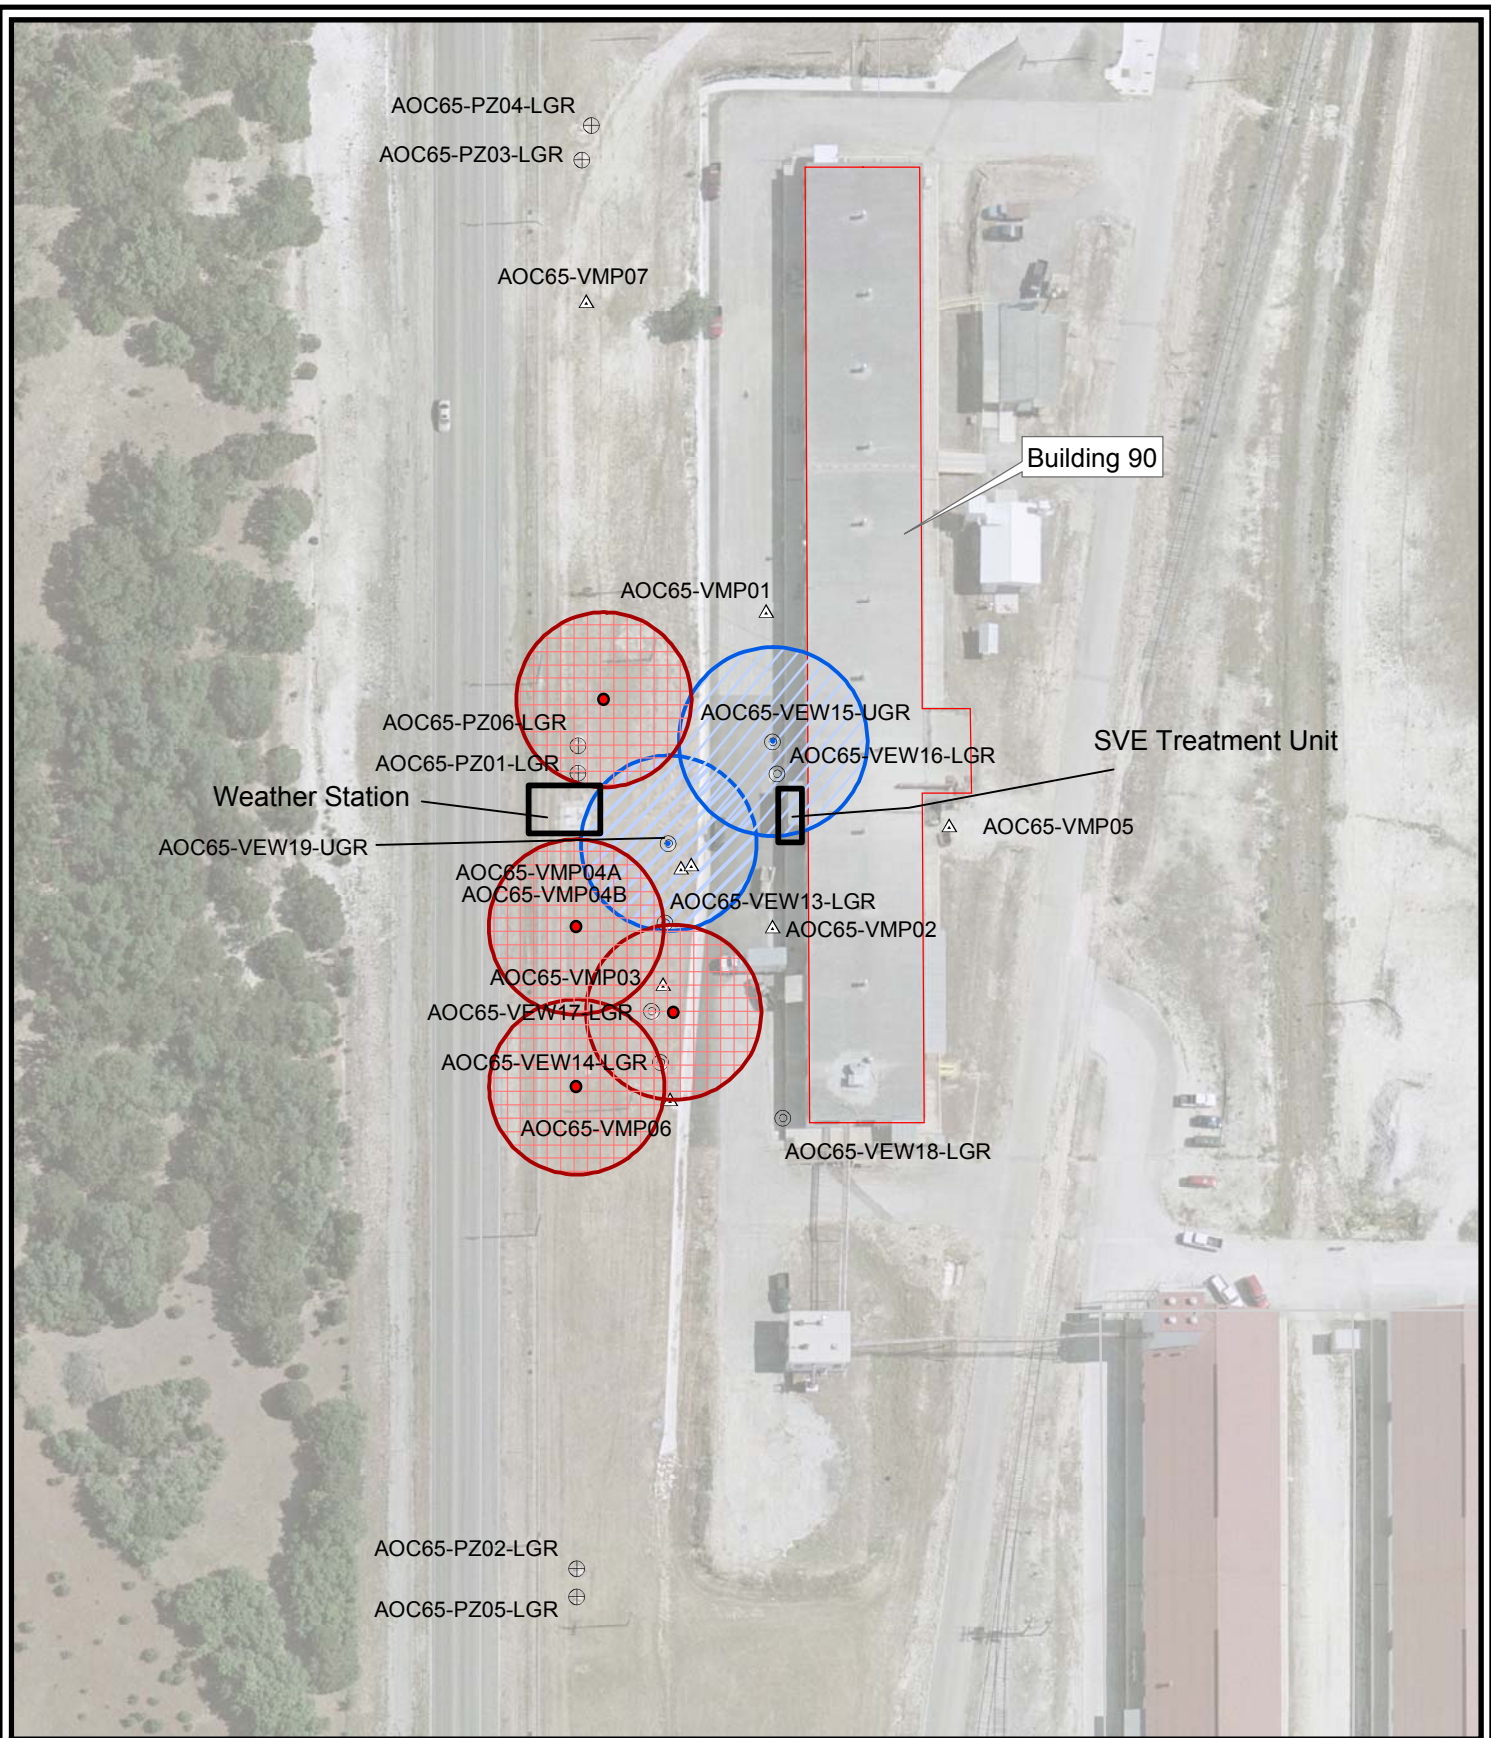 AOC65-PZ04-LGR
AOC65-PZ03-LGR
AOC65-VMP07
Building 90
AOC65-VMP01
AOC65-VEW15-UGR
AOC65-PZ06-LGR
SVE Treatment Unit
AOC65-VEW16-LGR
AOC65-PZ01-LGR
Weather Station
AOC65-VMP05
AOC65-VEW19-UGR
AOC65-VMP04A
AOC65-VMP04B
AOC65-VEW13-LGR
AOC65-VMP02
AOC65-VMP03
AOC65-VEW17-LGR
AOC65-VEW14-LGR
AOC65-VMP06
AOC65-VEW18-LGR
AOC65-PZ02-LGR
AOC65-PZ05-LGR